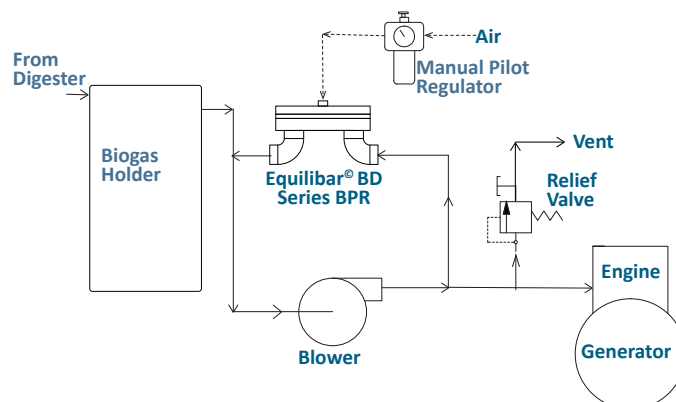 From
Digester
Biogas
Holder
Air
Manual Pilot
Regulator
Equilibar© BD
Series BPR
Vent
Relief
Valve
Blower
Engine
Generator